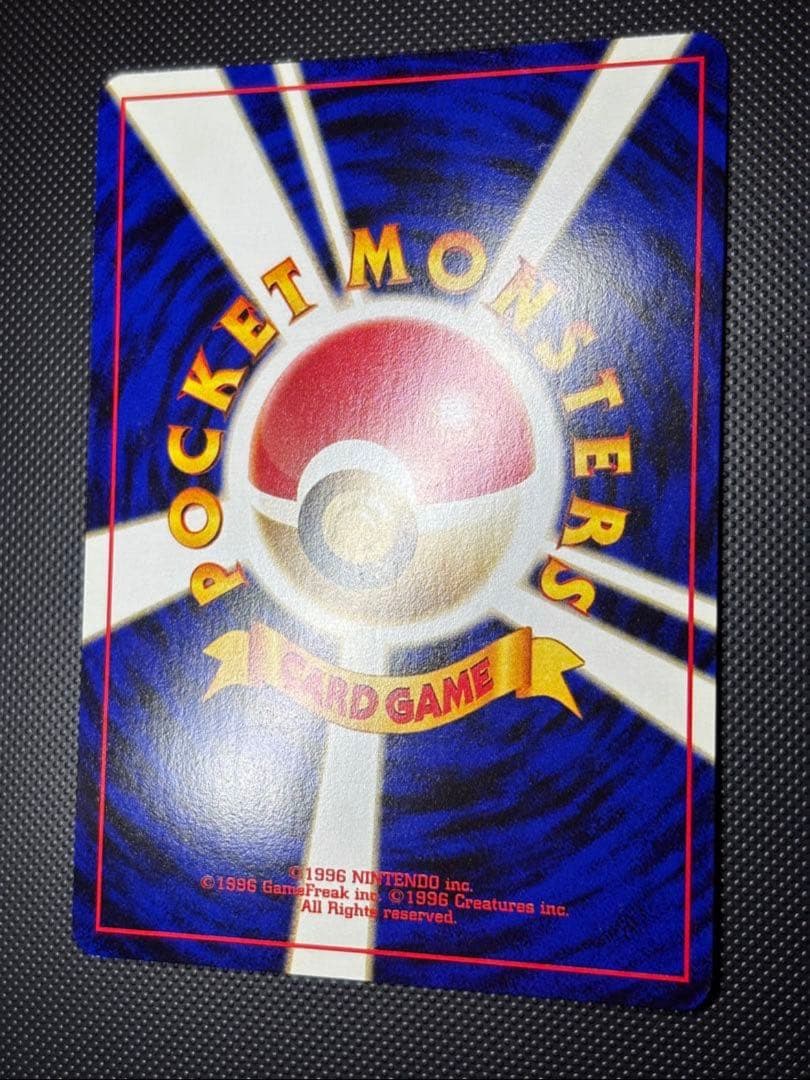 POCKET MONSTERS
CARD GAME
©1996 NINTENDO inc.
©1996 GameFreak inc. ©1996 Creatures inc.
All Rights reserved.